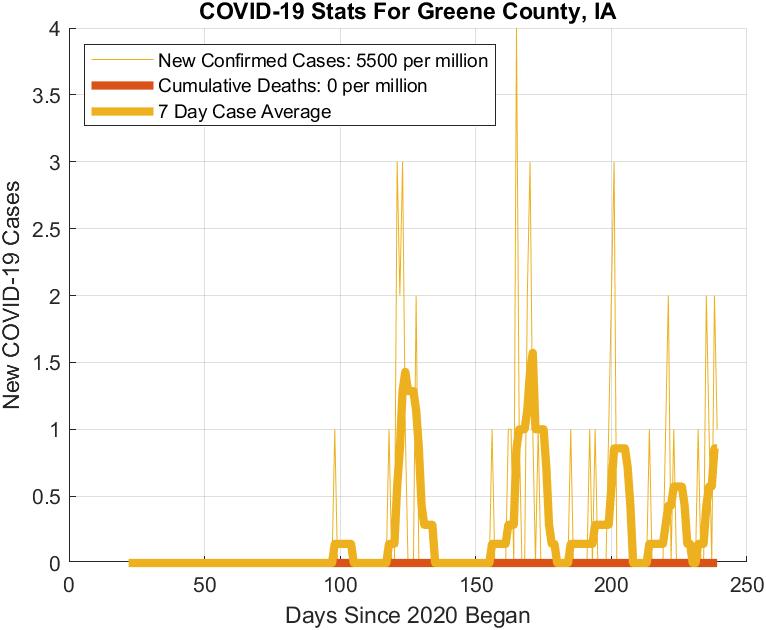 COVID-19 Stats For Greene County, IA
New Confirmed Cases: 5500 per million
Cumulative Deaths: 0 per million
7 Day Case Average
New COVID-19 Cases
4
3.5
3
2.5
2
1.5
1
0.5
0
0 50 100 150 200 250
Days Since 2020 Began